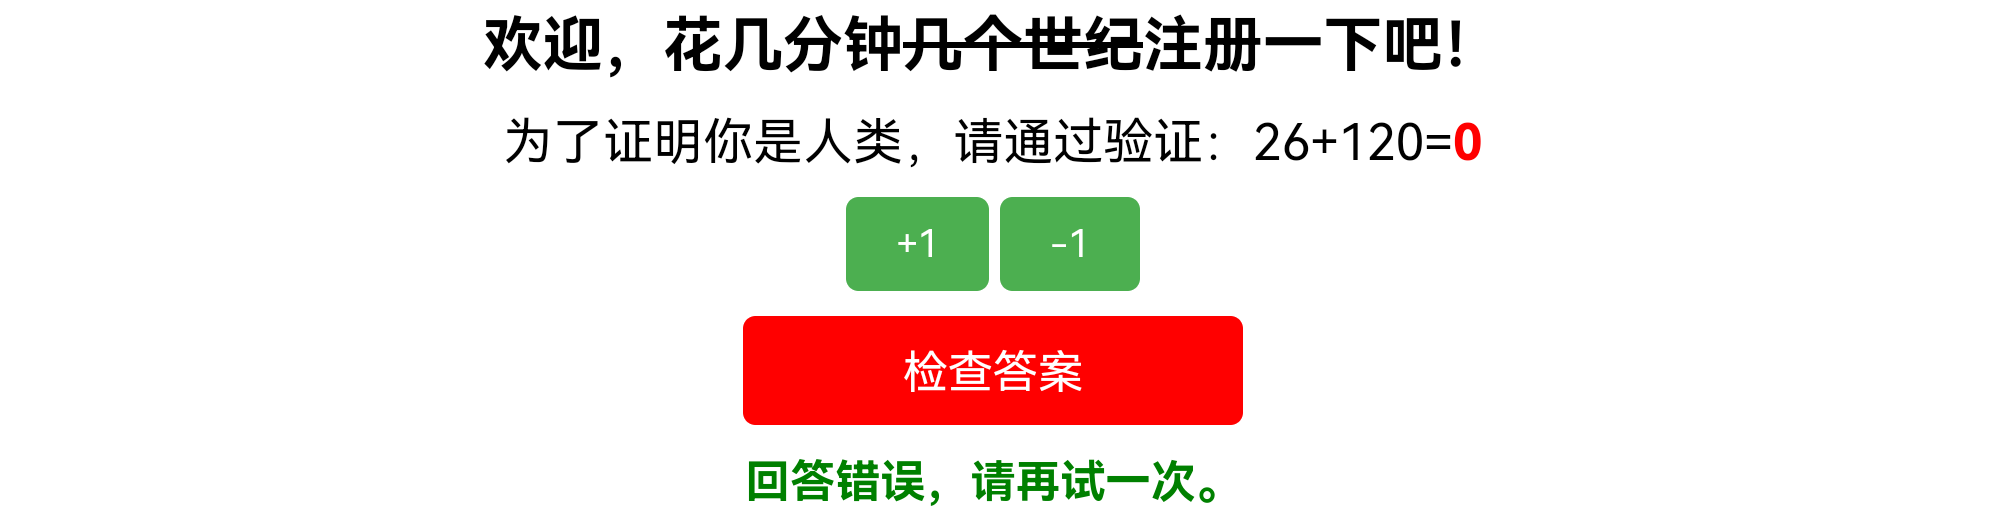 欢迎，花几分钟几个世纪注册一下吧！
为了证明你是人类，请通过验证：26+120=0
+1 -1
检查答案
回答错误，请再试一次。